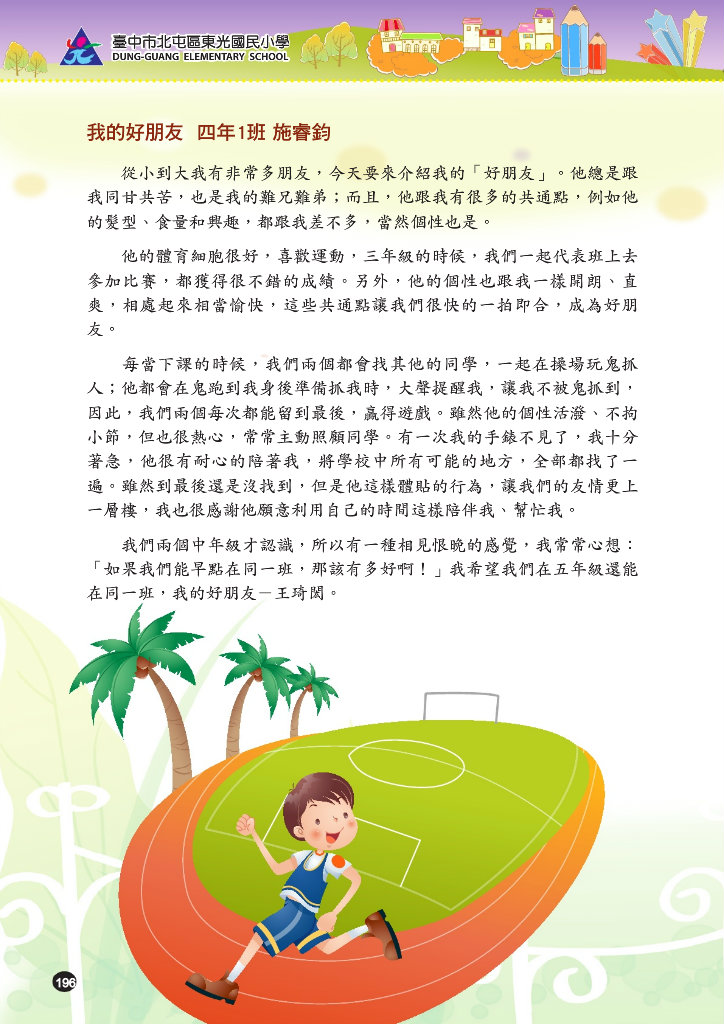 臺中市北屯區東光國民小學
DUNG-GUANG ELEMENTARY SCHOOL
我的好朋友 四年1班 施睿鈞
從小到大我有非常多朋友，今天要來介紹我的「好朋友」。他總是跟
我同甘共苦，也是我的難兄難弟；而且，他跟我有很多的共通點，例如他
的髮型、食量和興趣，都跟我差不多，當然個性也是。
他的體育細胞很好，喜歡運動，三年級的時候，我們一起代表班上去
參加比賽，都獲得很不錯的成績。另外，他的個性也跟我一樣開朗、直
爽，相處起來相當愉快，這些共通點讓我們很快的一拍即合，成為好朋
友。
每當下課的時候，我們兩個都會找其他的同學，一起在操場玩鬼抓
人；他都會在鬼跑到我身後準備抓我時，大聲提醒我，讓我不被鬼抓到，
因此，我們兩個每次都能留到最後，贏得遊戲。雖然他的個性活潑、不拘
小節，但也很熱心，常常主動照顧同學。有一次我的手錶不見了，我十分
著急，他很有耐心的陪著我，將學校中所有可能的地方，全部都找了一
遍。雖然到最後還是沒找到，但是他這樣體貼的行為，讓我們的友情更上
一層樓，我也很感謝他願意利用自己的時間這樣陪伴我、幫忙我。
我們兩個中年級才認識，所以有一種相見恨晚的感覺，我常常心想：
「如果我們能早點在同一班，那該有多好啊！」我希望我們在五年級還能
在同一班，我的好朋友－王琦閎。
196